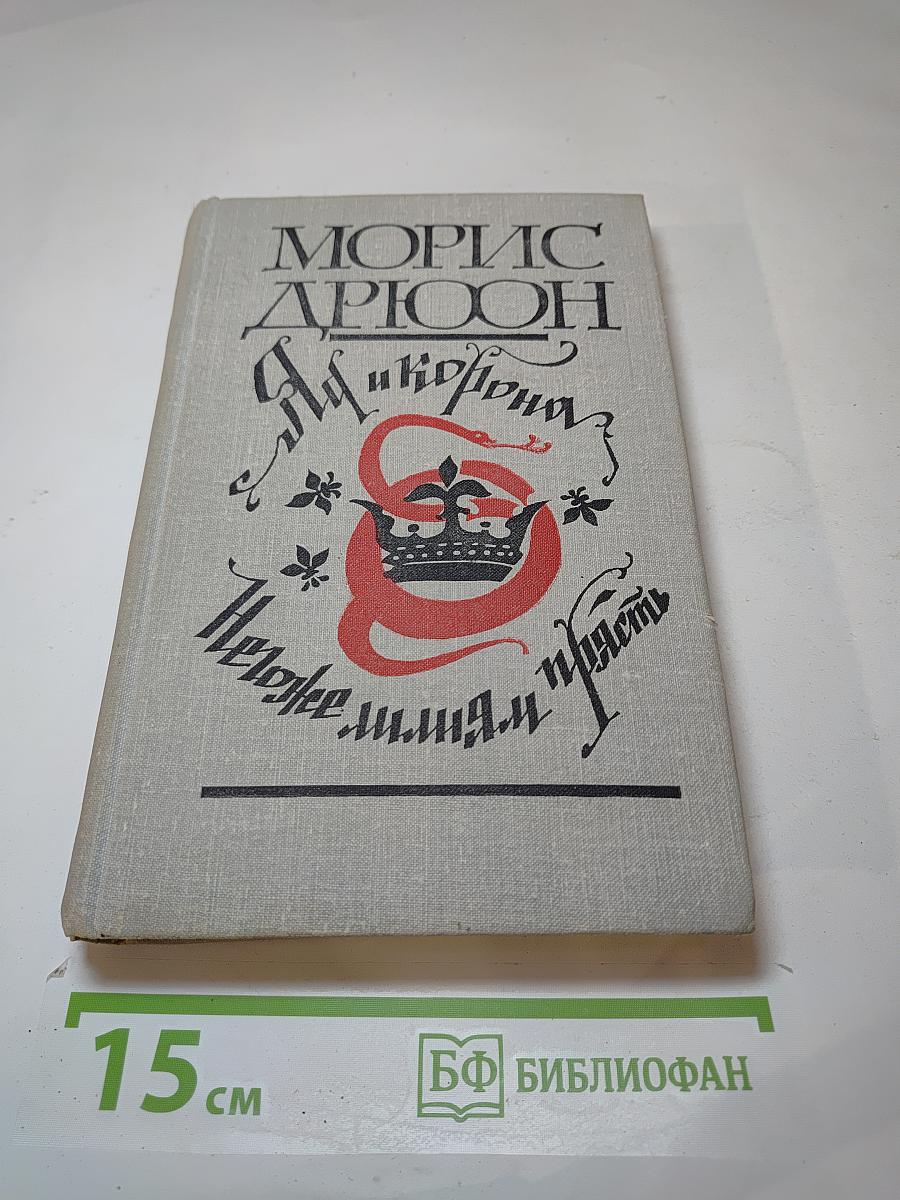 МОРИС
ДРЮОН
Яд и корона
Негоже лилиям прясть
15 см
БФ БИБЛИОФАН